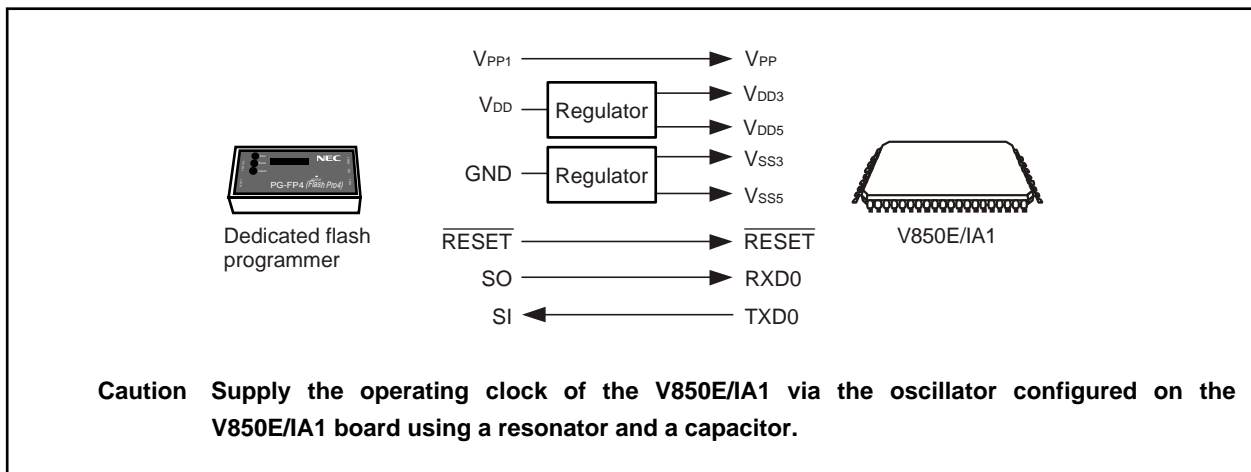 VPP1 VPP
VDD Regulator VDD3
VDD5
GND Regulator VSS3
VSS5
RESET RESET
SO RXD0
SI TXD0
NEC
PG-FP4 (Flash Pro4)
Dedicated flash
programmer
V850E/IA1
Caution Supply the operating clock of the V850E/IA1 via the oscillator configured on the
V850E/IA1 board using a resonator and a capacitor.